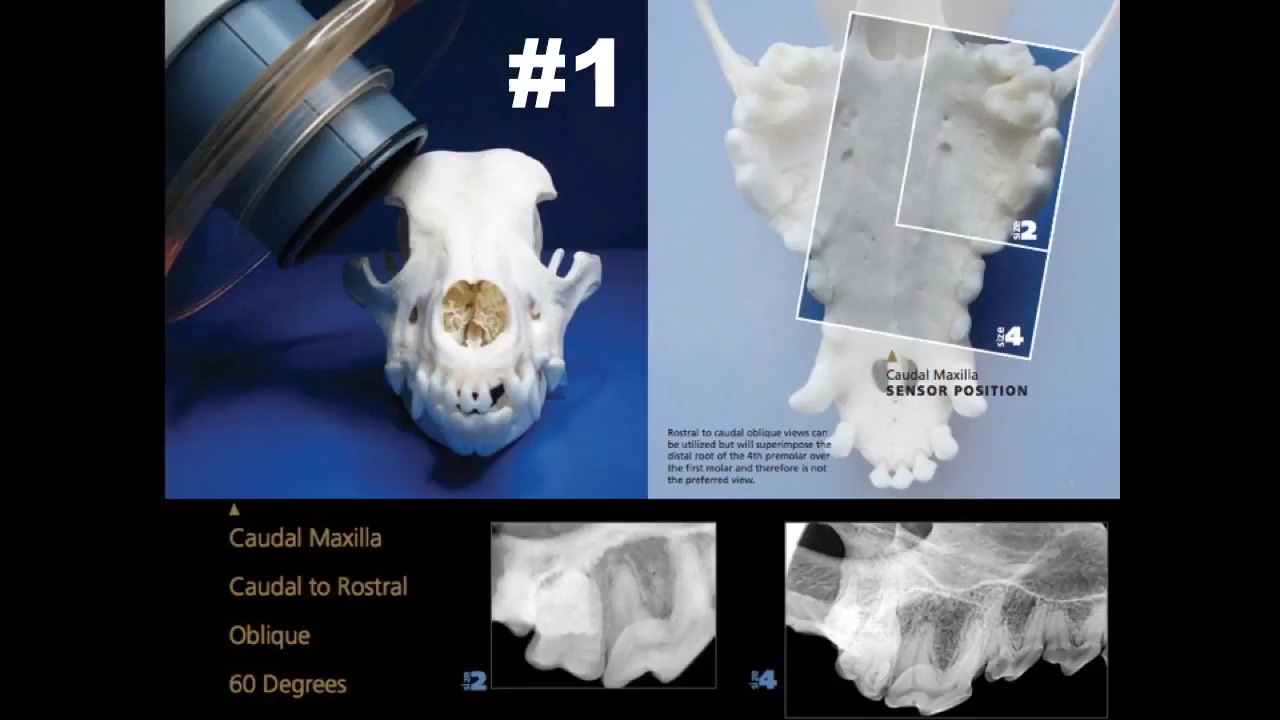 #1
size 2
size 4
Caudal Maxilla
SENSOR POSITION
Rostral to caudal oblique views can
be utilized but will superimpose the
distal root of the 4th premolar over
the first molar and therefore is not
the preferred view.
Caudal Maxilla
Caudal to Rostral
Oblique
60 Degrees
size 2
size 4